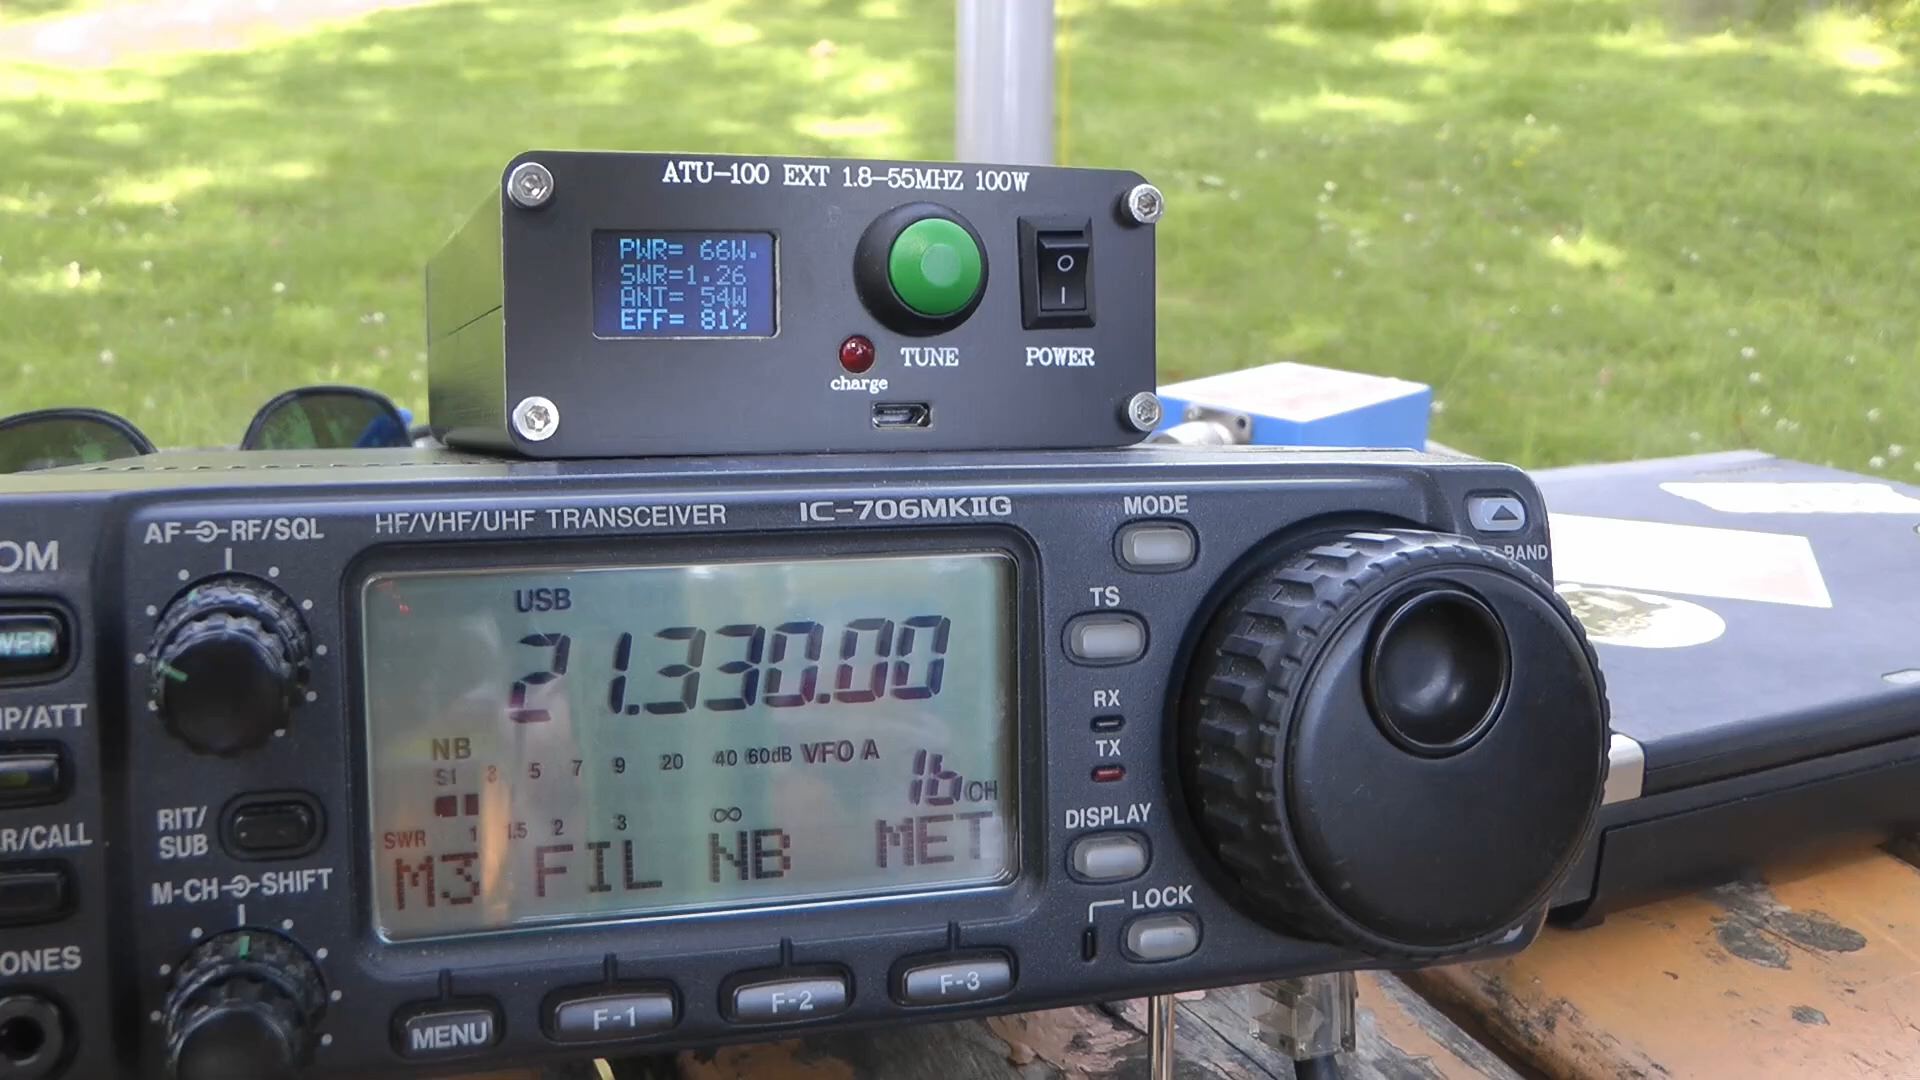 ATU-100 EXT 1.8-55MHZ 100W
PWR= 66W.
SWR=1.26
ANT= 54W
EFF= 81%
TUNE
POWER
charge
AF RF/SQL
HF/VHF/UHF TRANSCEIVER
IC-706MKIIG
MODE
BAND
OM
WER
TS
USB
21.330.00
RX
TX
P/ATT
NB
S1 3 5 7 9 20 40 60dB VFO A
16 CH
SWR 1 1.5 2 3 ∞
M3 FIL NB MET
RIT/
SUB
R/CALL
M-CH SHIFT
DISPLAY
LOCK
ONES
MENU
F-1
F-2
F-3